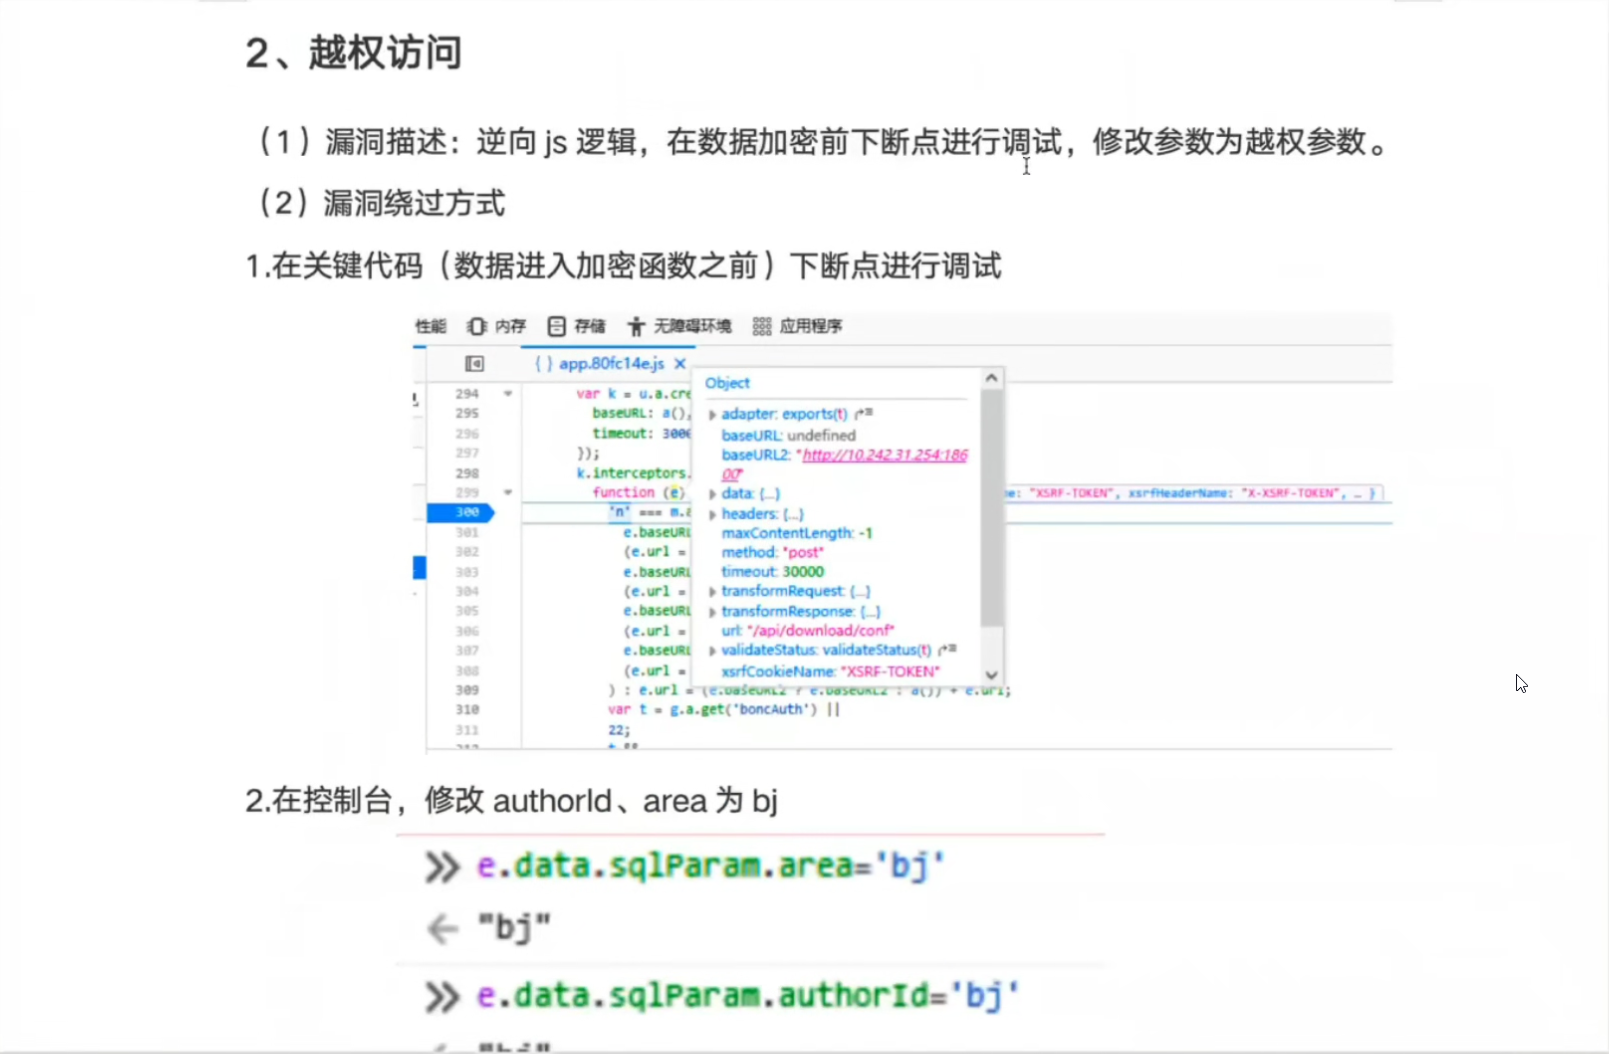 2、越权访问
（1）漏洞描述：逆向 js 逻辑，在数据加密前下断点进行调试，修改参数为越权参数。
（2）漏洞绕过方式
1.在关键代码（数据进入加密函数之前）下断点进行调试
性能 内存 存储 无障碍环境 应用程序
{ } app.80fc14e.js ×
Object
294 var k = u.a.cre
adapter: exports(t)
295 baseURL: a(),
baseURL: undefined
296 timeout: 3000
baseURL2: "http://10.242.31.254:186
297 });
00"
298 k.interceptors.
299 function (e)
data: {…}
me: "XSRF-TOKEN", xsrfHeaderName: "X-XSRF-TOKEN", … }
300 'n' === m.a
headers: {…}
301 e.baseURL
maxContentLength: -1
302 (e.url =
method: "post"
303 e.baseURL
timeout: 30000
304 (e.url =
transformRequest: {…}
305 e.baseURL
transformResponse: {…}
306 (e.url =
url: "/api/download/conf"
307 e.baseURL
validateStatus: validateStatus(t)
308 (e.url =
xsrfCookieName: "XSRF-TOKEN"
309 ) : e.url = (e.baseURL2 ? e.baseURL2 : a()) + e.url;
310 var t = g.a.get('boncAuth') ||
311 22;
2.在控制台，修改 authorId、area 为 bj
>> e.data.sqlParam.area='bj'
← "bj"
>> e.data.sqlParam.authorId='bj'